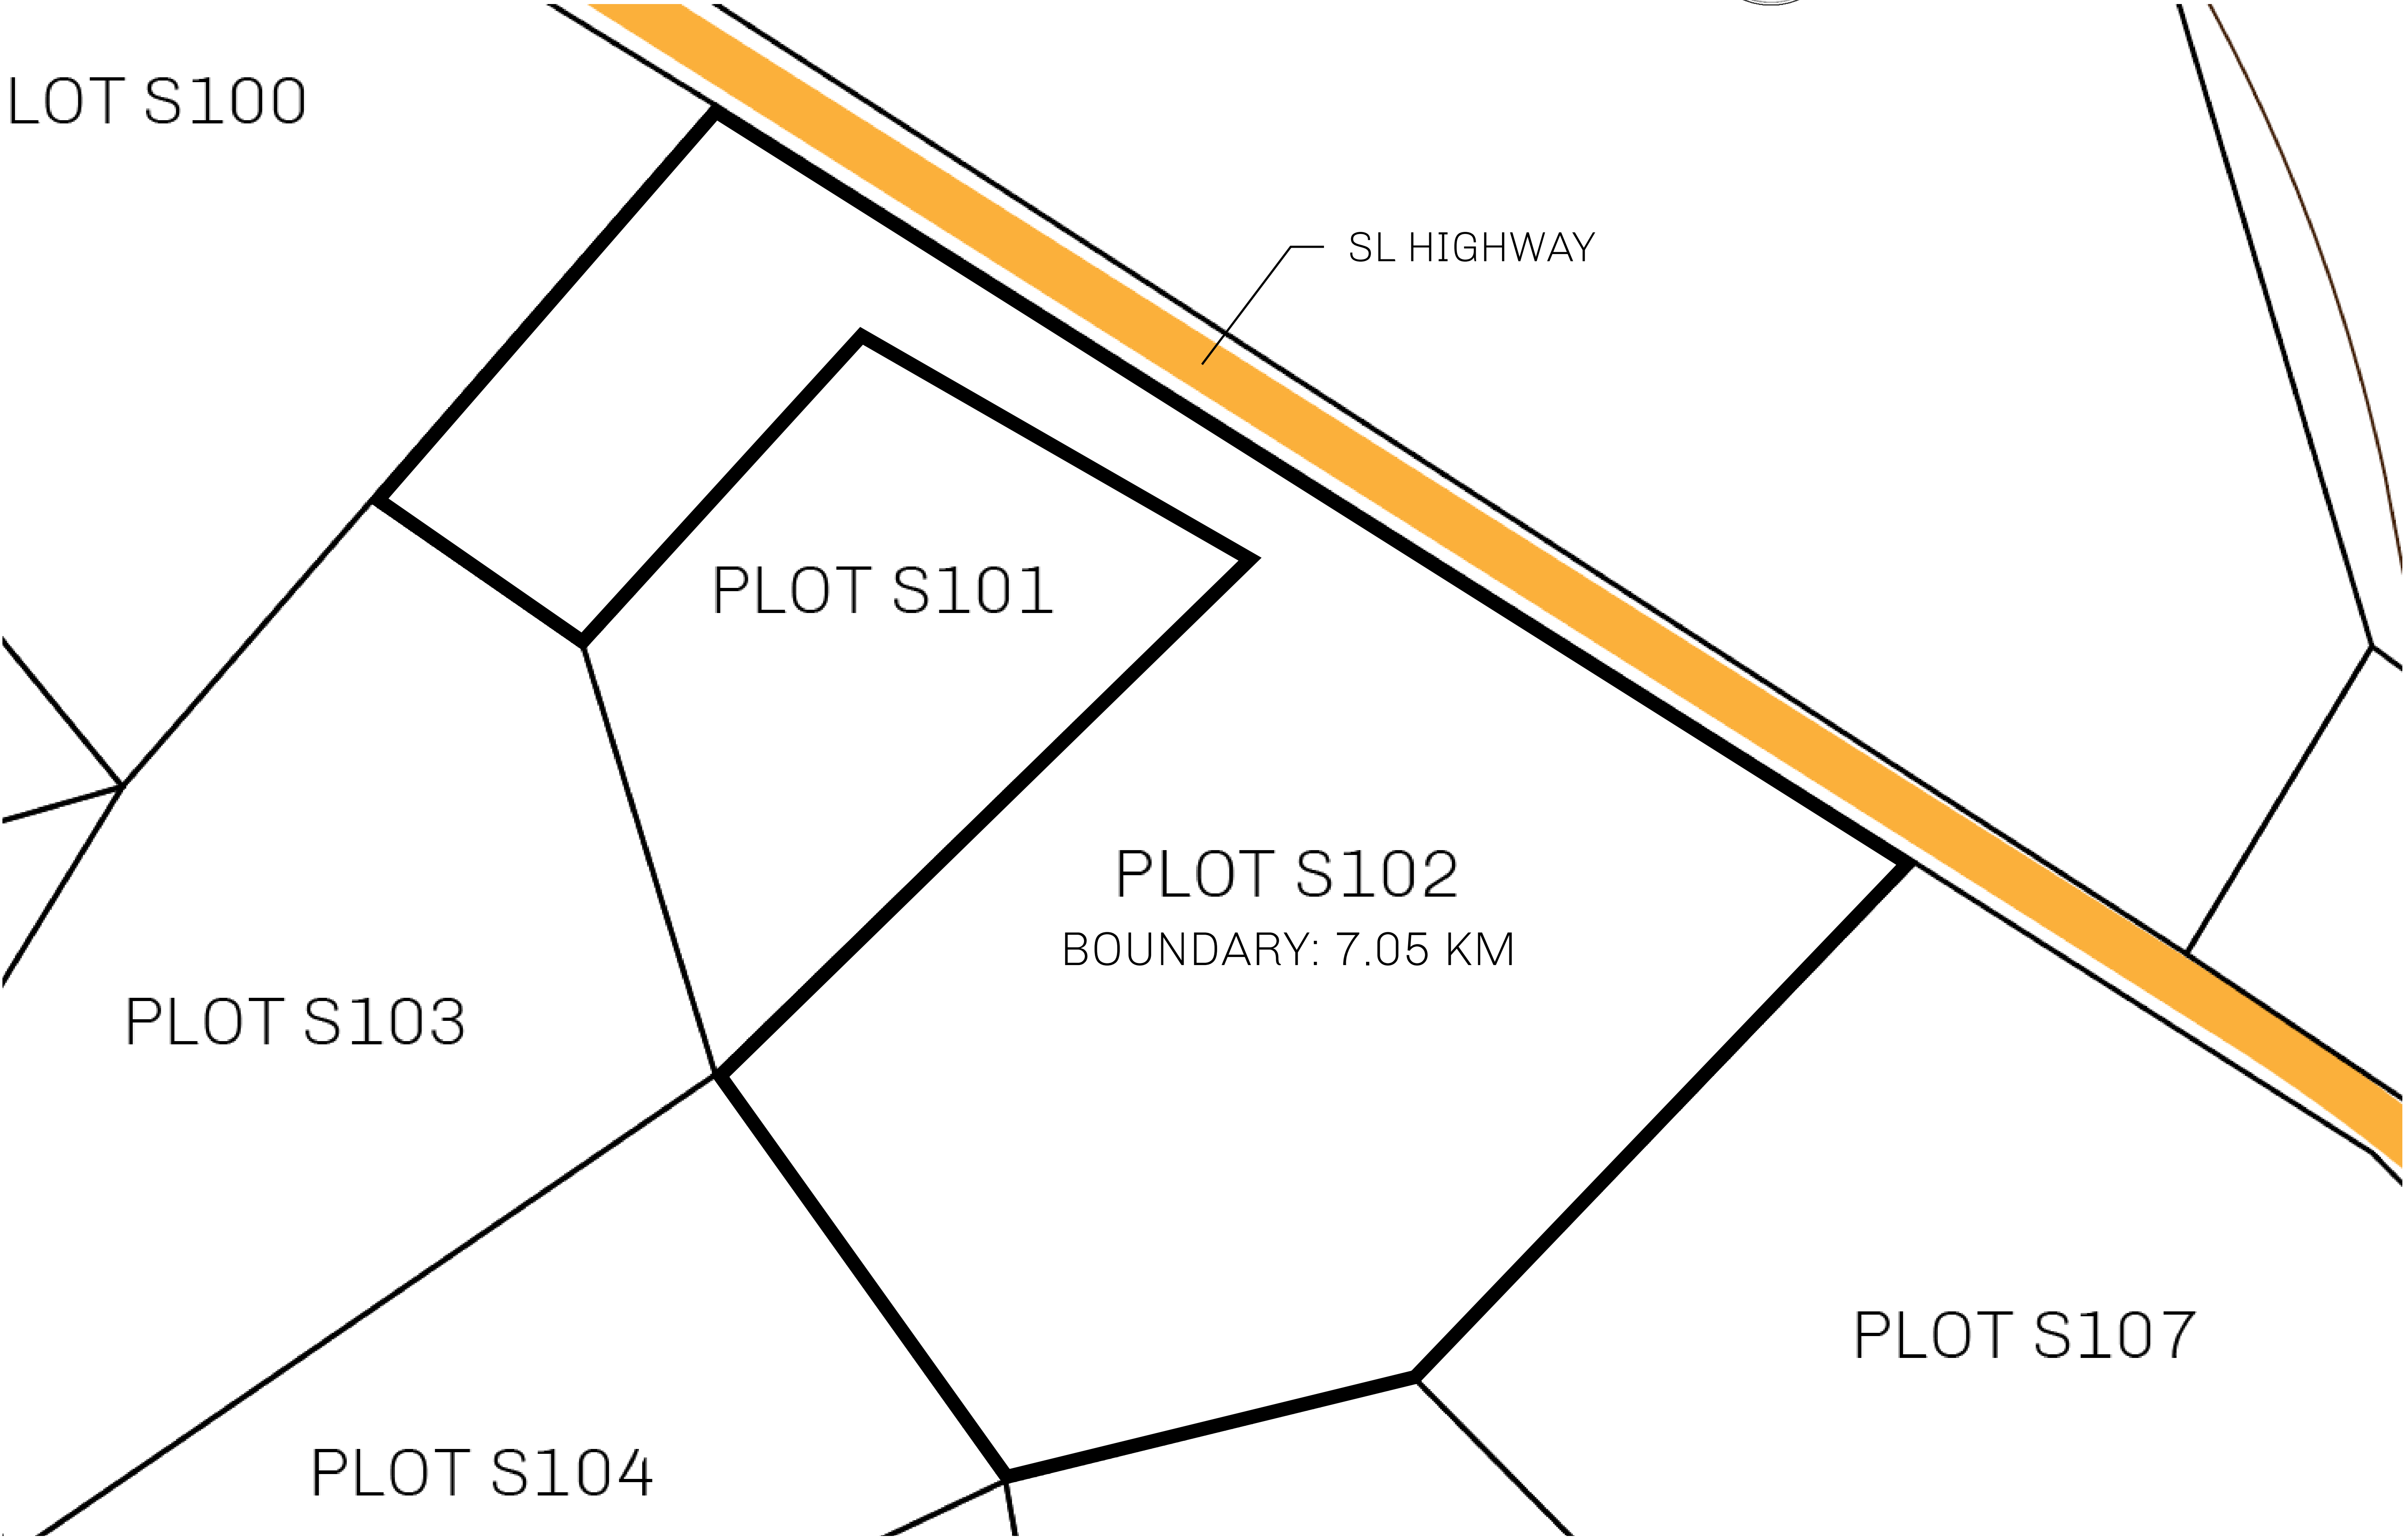 LOT S100
SL HIGHWAY
PLOT S101
PLOT S102
BOUNDARY: 7.05 KM
PLOT S103
PLOT S107
PLOT S104